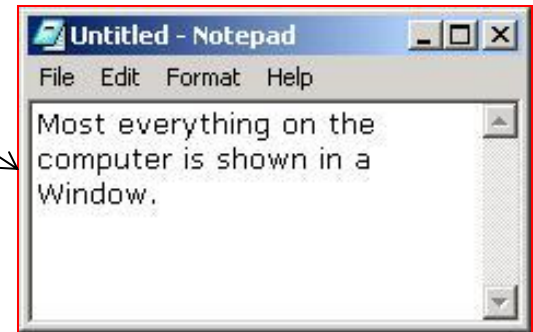 Untitled - Notepad
File Edit Format Help
Most everything on the
computer is shown in a
Window.